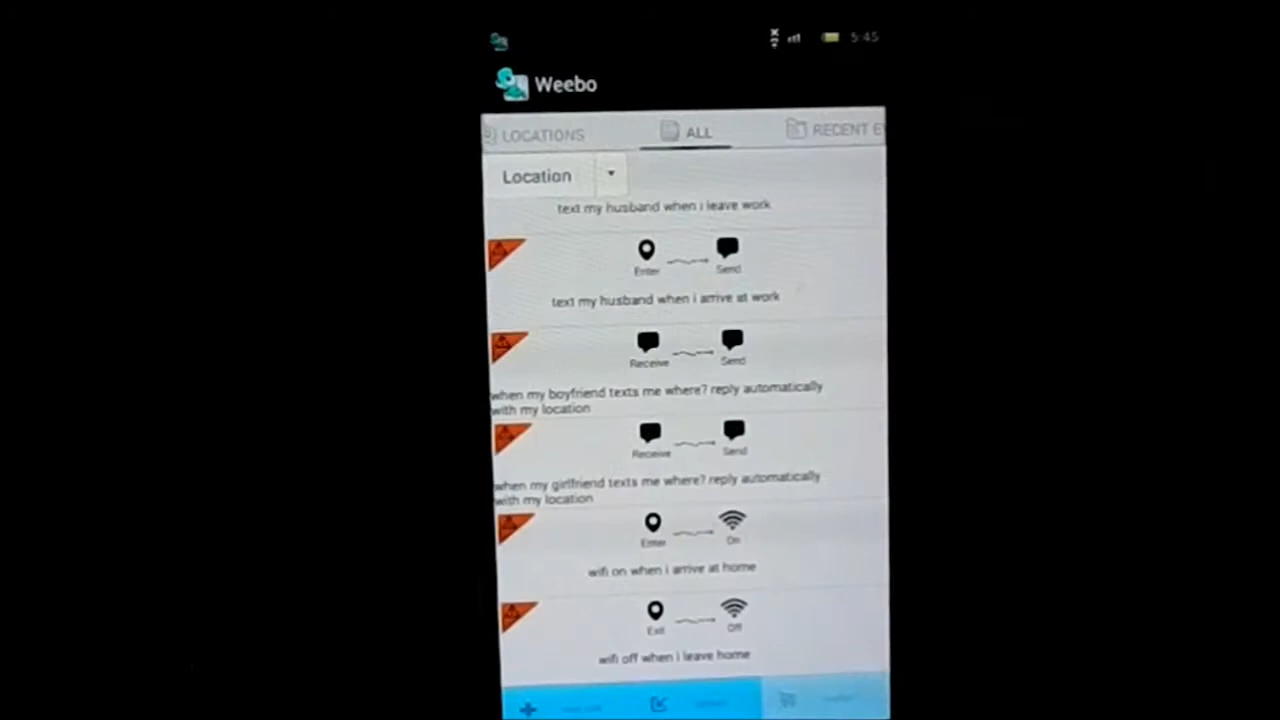 5:45
Weebo
LOCATIONS
ALL
RECENT E
Location
text my husband when i leave work
Enter
Send
text my husband when i arrive at work
Receive
Send
when my boyfriend texts me where? reply automatically
with my location
Receive
Send
when my girlfriend texts me where? reply automatically
with my location
Enter
On
wifi on when i arrive at home
Exit
Off
wifi off when i leave home